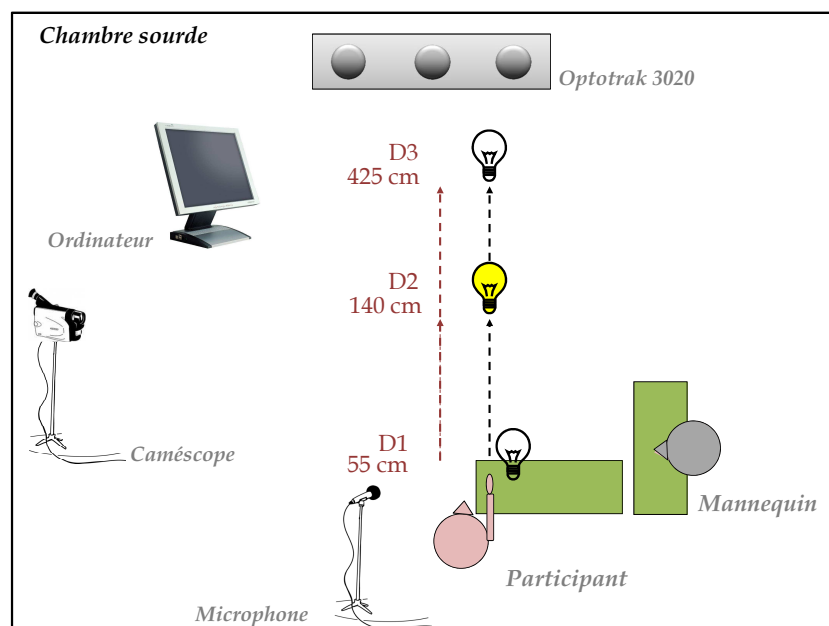 Chambre sourde
Optotrak 3020
D3
425 cm
Ordinateur
D2
140 cm
D1
55 cm
Caméscope
Mannequin
Participant
Microphone